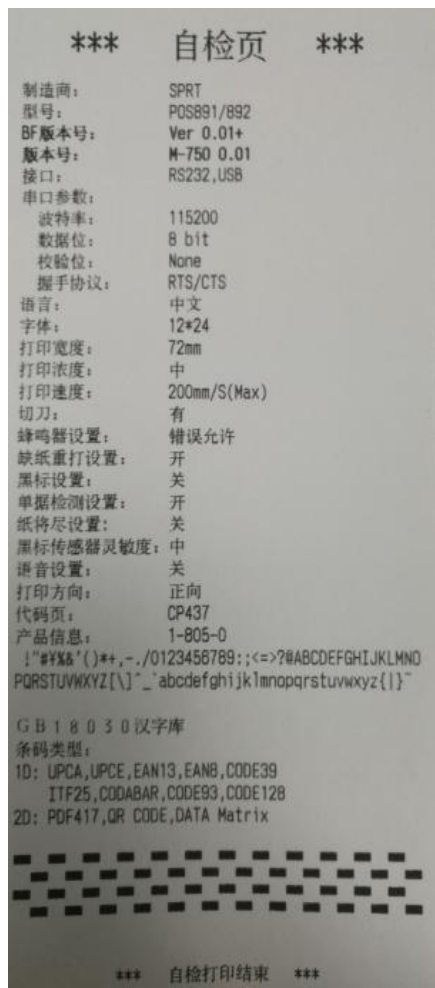 *** 自检页 ***
制造商: SPRT
型号: POS891/892
BF版本号: Ver 0.01+
版本号: M-750 0.01
接口: RS232,USB
串口参数:
波特率: 115200
数据位: 8 bit
校验位: None
握手协议: RTS/CTS
语言: 中文
字体: 12*24
打印宽度: 72mm
打印浓度: 中
打印速度: 200mm/S(Max)
切刀: 有
蜂鸣器设置: 错误允许
缺纸重打设置: 开
黑标设置: 关
单据检测设置: 开
纸将尽设置: 关
黑标传感器灵敏度: 中
语音设置: 关
打印方向: 正向
代码页: CP437
产品信息: 1-805-0
!"#¥%&'()*+,-./0123456789:;<=>?@ABCDEFGHIJKLMNO
PQRSTUVWXYZ[\]^_`abcdefghijklmnopqrstuvwxyz{|}~
GB18030汉字库
条码类型:
1D: UPCA,UPCE,EAN13,EAN8,CODE39
ITF25,CODABAR,CODE93,CODE128
2D: PDF417,QR CODE,DATA Matrix
*** 自检打印结束 ***